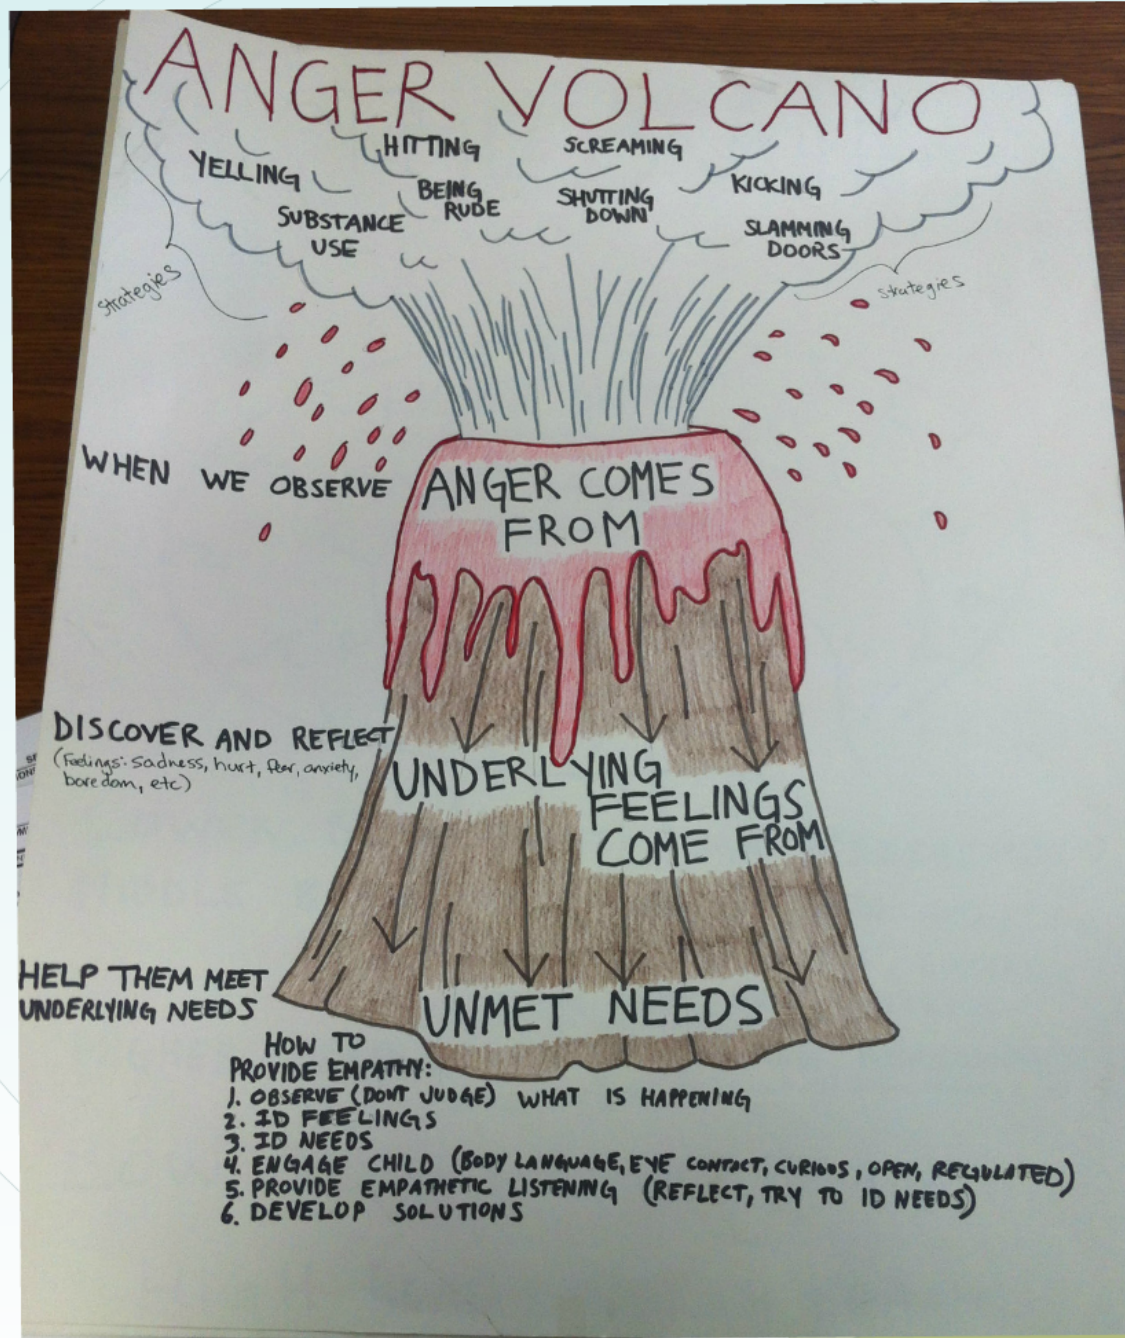 ANGER VOLCANO
HITTING
SCREAMING
YELLING
BEING
RUDE
SHUTTING
DOWN
KICKING
SUBSTANCE
USE
SLAMMING
DOORS
strategies
strategies
WHEN WE OBSERVE
ANGER COMES
FROM
DISCOVER AND REFLECT
(Feelings: sadness, hurt, fear, anxiety,
boredom, etc)
UNDERLYING
FEELINGS
COME FROM
HELP THEM MEET
UNDERLYING NEEDS
UNMET NEEDS
HOW TO
PROVIDE EMPATHY:
1. OBSERVE (DONT JUDGE) WHAT IS HAPPENING
2. ID FEELINGS
3. ID NEEDS
4. ENGAGE CHILD (BODY LANGUAGE, EYE CONTACT, CURIOUS, OPEN, REGULATED)
5. PROVIDE EMPATHETIC LISTENING (REFLECT, TRY TO ID NEEDS)
6. DEVELOP SOLUTIONS